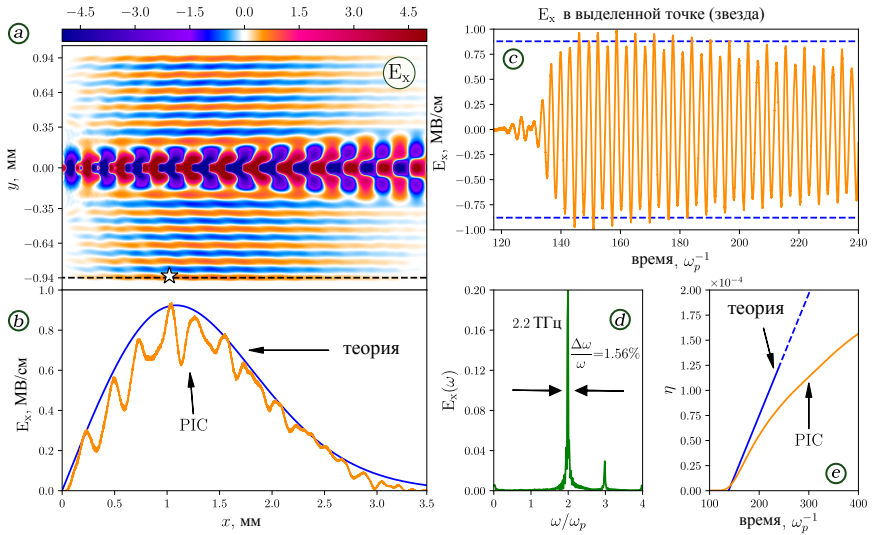 a
−4.5 −3.0 −1.5 0.0 1.5 3.0 4.5
0.94
0.64
0.35
0.00
−0.35
−0.64
−0.94
y, мм
Ex
Ex в выделенной точке (звезда)
c
1.00
0.75
0.50
0.25
0.00
−0.25
−0.50
−0.75
−1.00
Ex, МВ/см
120 140 160 180 200 220 240
время, ωp⁻¹
b
1.0
0.8
0.6
0.4
0.2
0.0
Ex, МВ/см
теория
PIC
0 0.5 1.0 1.5 2.0 2.5 3.0 3.5
x, мм
d
0.20
0.16
0.12
0.08
0.04
0.00
Ex(ω)
2.2 ТГц
Δω/ω=1.56%
0 1 2 3 4
ω/ωp
×10⁻⁴
2.00
1.75
1.50
1.25
1.00
0.75
0.50
0.25
0.00
η
теория
PIC
e
100 200 300 400
время, ωp⁻¹